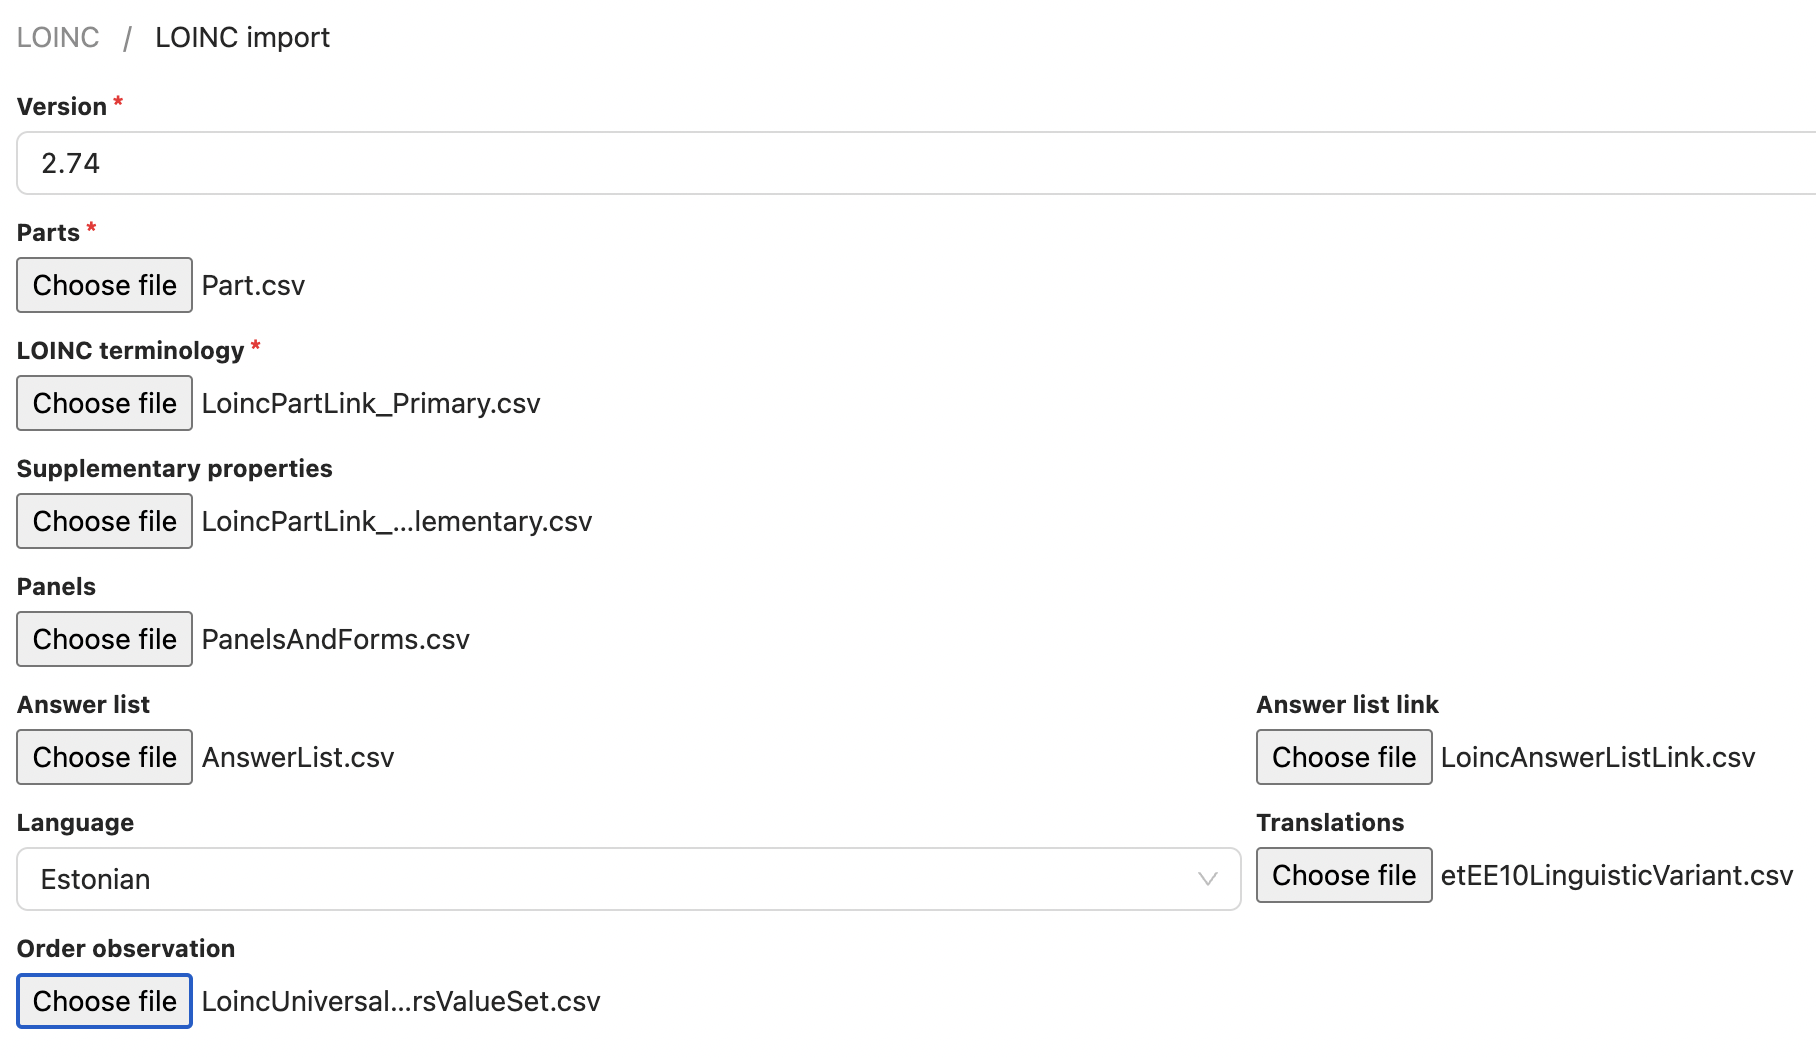 LOINC / LOINC import
Version *
2.74
Parts *
Choose file Part.csv
LOINC terminology *
Choose file LoincPartLink_Primary.csv
Supplementary properties
Choose file LoincPartLink_...lementary.csv
Panels
Choose file PanelsAndForms.csv
Answer list
Choose file AnswerList.csv
Answer list link
Choose file LoincAnswerListLink.csv
Language
Estonian
Translations
Choose file etEE10LinguisticVariant.csv
Order observation
Choose file LoincUniversal...rsValueSet.csv